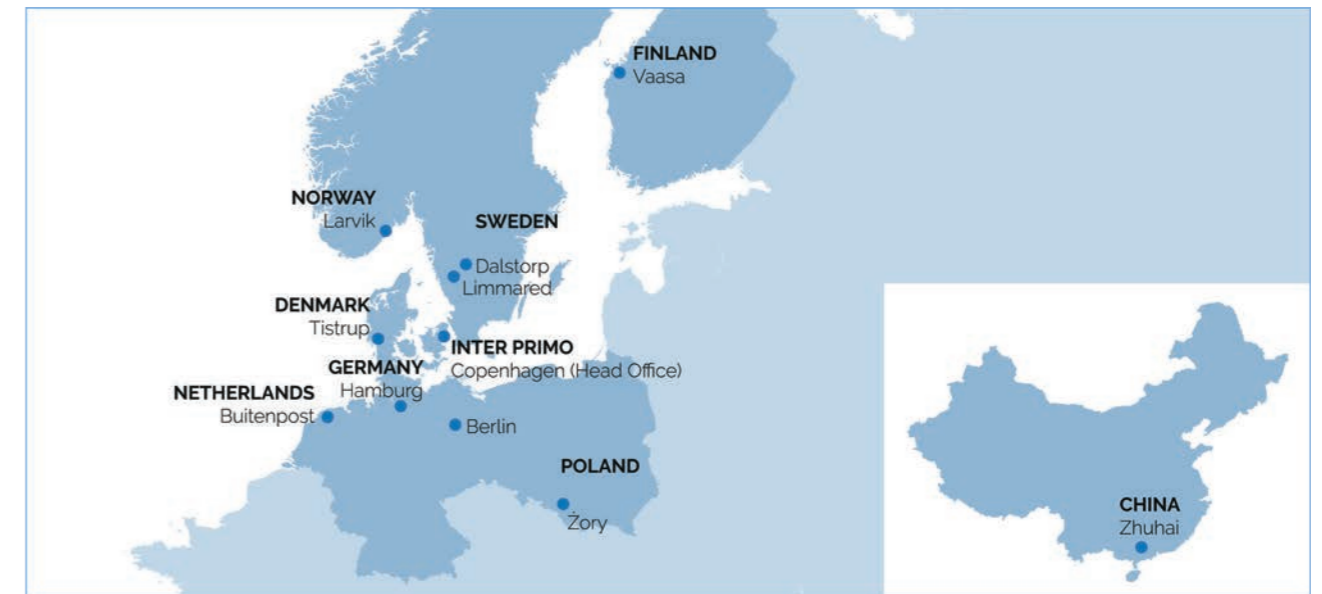 FINLAND
Vaasa
NORWAY
Larvik
SWEDEN
Dalstorp
Limmared
DENMARK
Tistrup
INTER PRIMO
Copenhagen (Head Office)
GERMANY
Hamburg
NETHERLANDS
Buitenpost
Berlin
POLAND
Żory
CHINA
Zhuhai